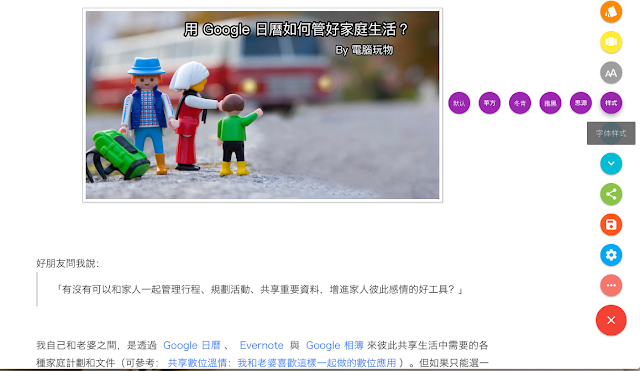 用 Google 日曆如何管好家庭生活？
By 電腦玩物
默认 苹方 冬青 雅黑 思源 样式
字体样式
好朋友問我說：
「有沒有可以和家人一起管理行程、規劃活動、共享重要資料，增進家人彼此感情的好工具？」
我自己和老婆之間，是透過 Google 日曆 、 Evernote 與 Google 相簿 來彼此共享生活中需要的各
種家庭計劃和文件（可參考： 共享數位溫情：我和老婆喜歡這樣一起做的數位應用 ）。但如果只能選一